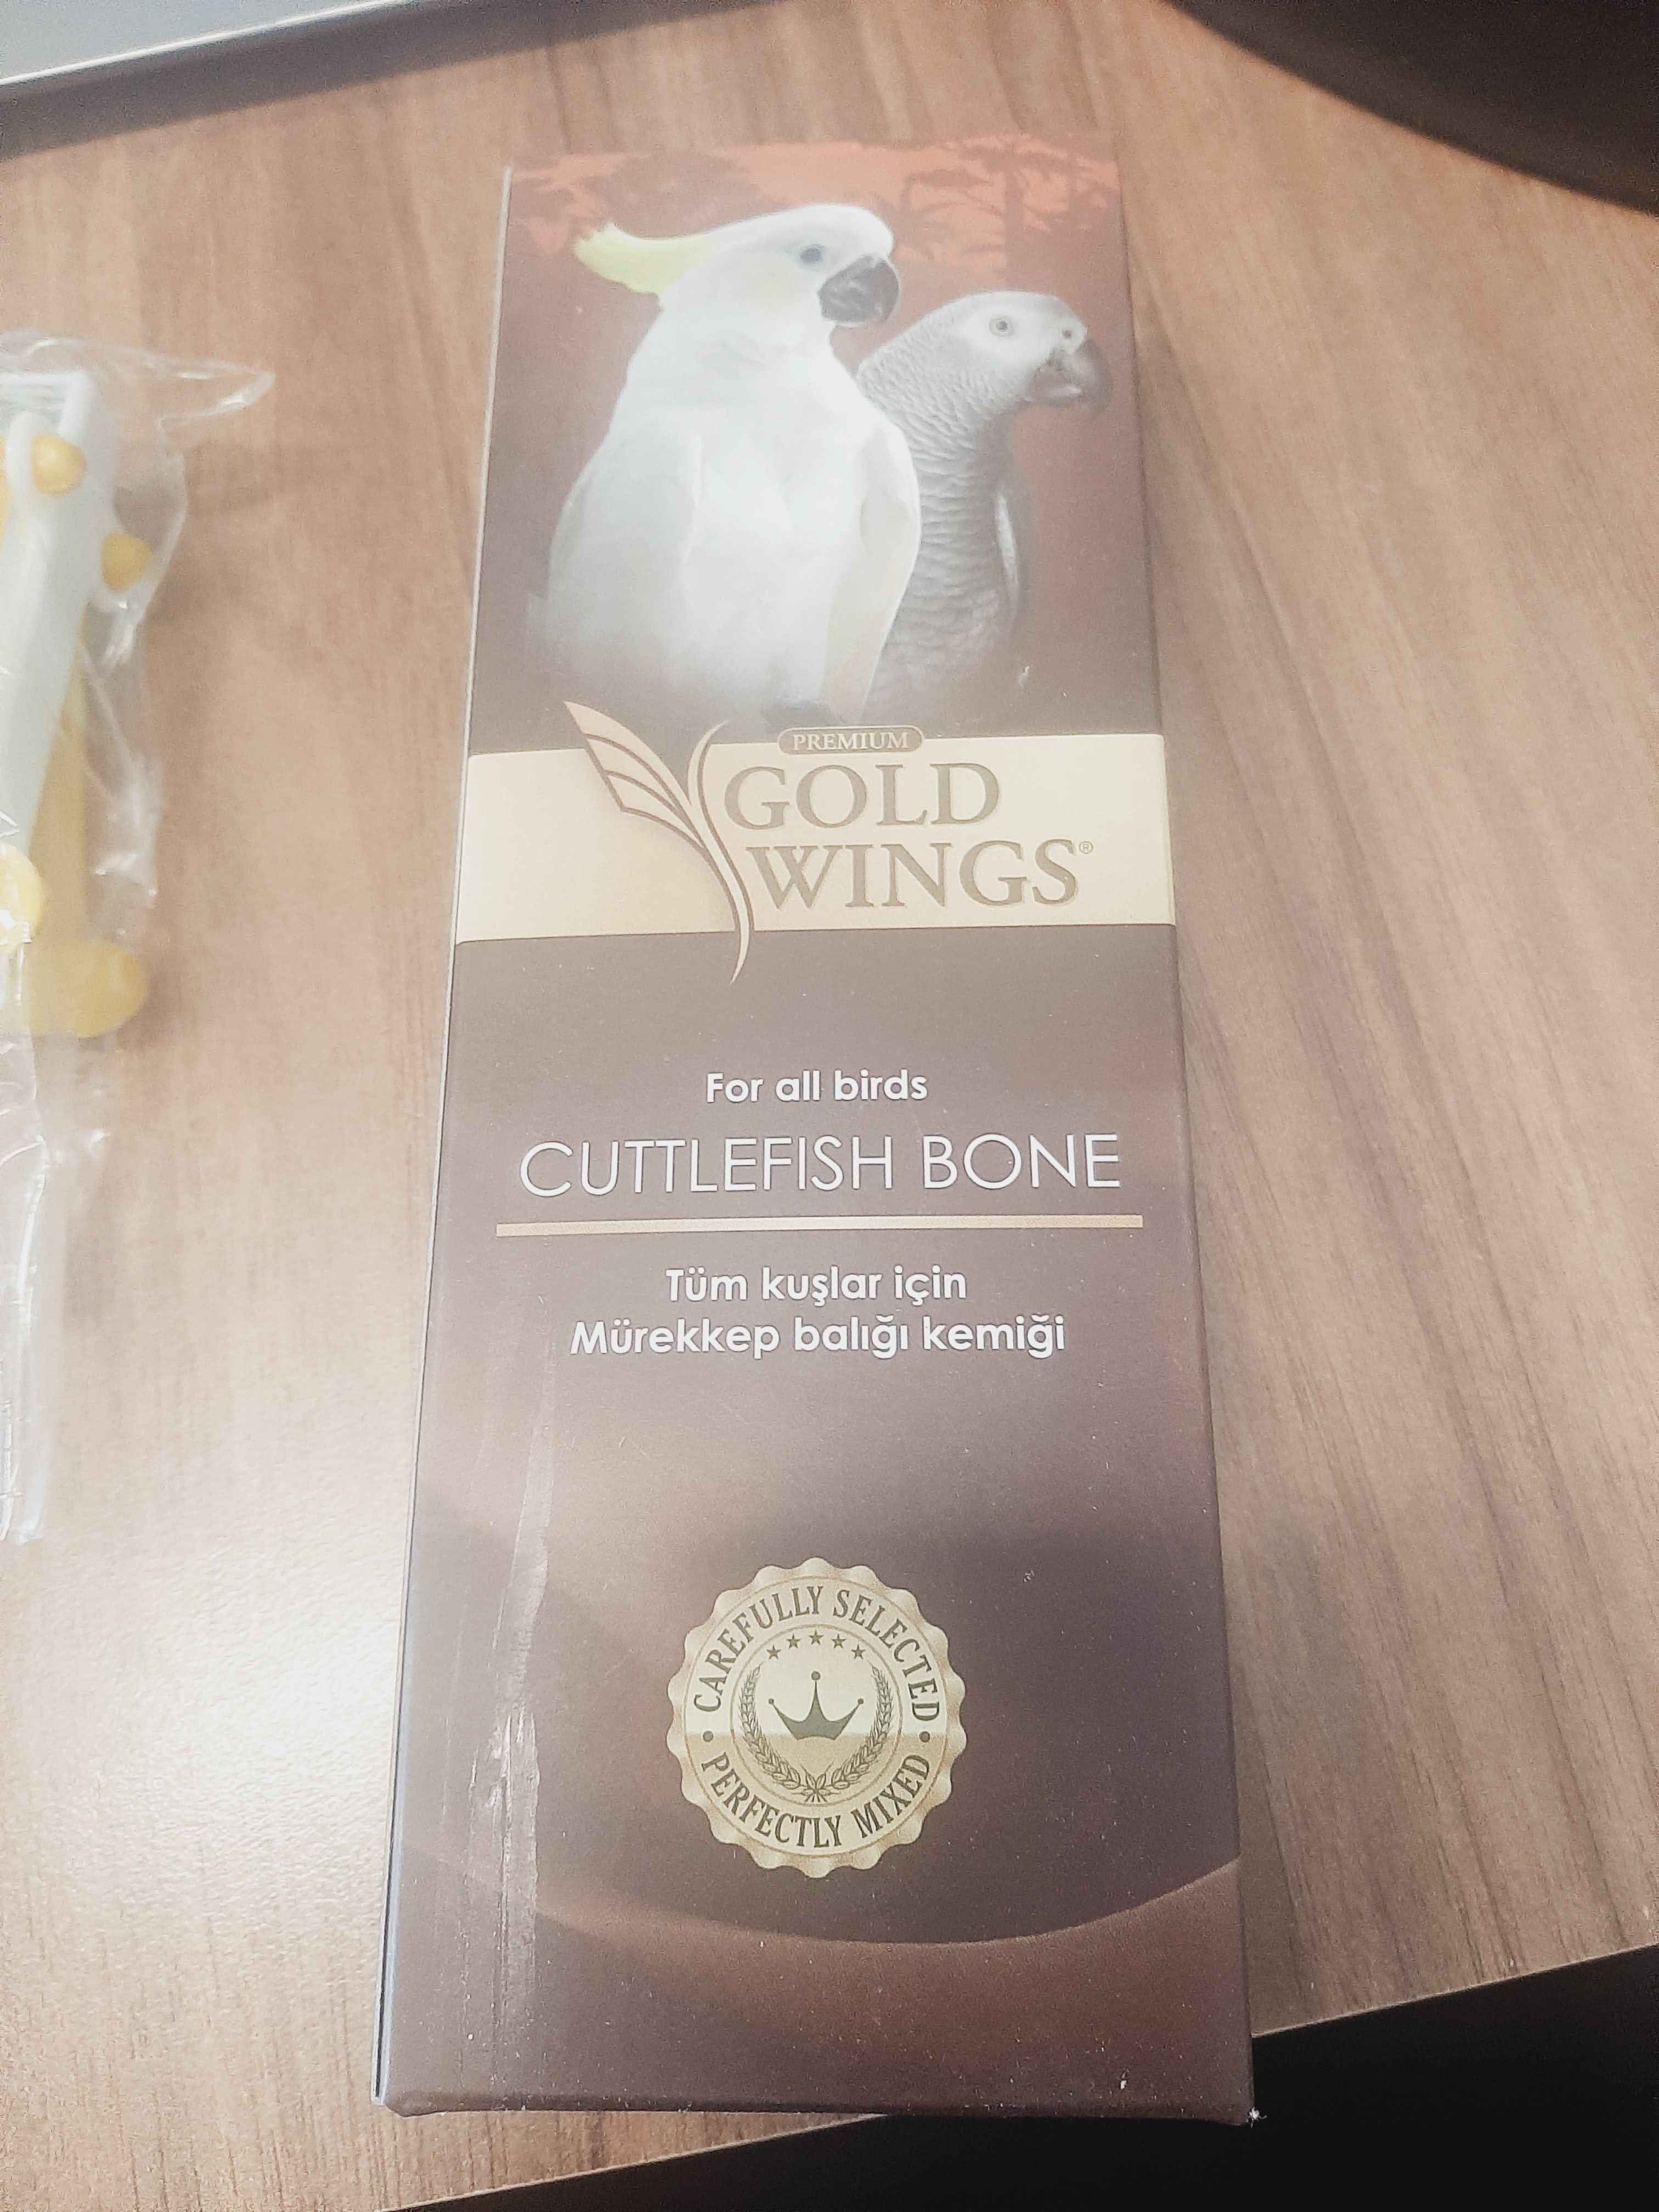 PREMIUM
GOLD
WINGS®
For all birds
CUTTLEFISH BONE
Tüm kuşlar için
Mürekkep balığı kemiği
CAREFULLY SELECTED
• PERFECTLY MIXED •